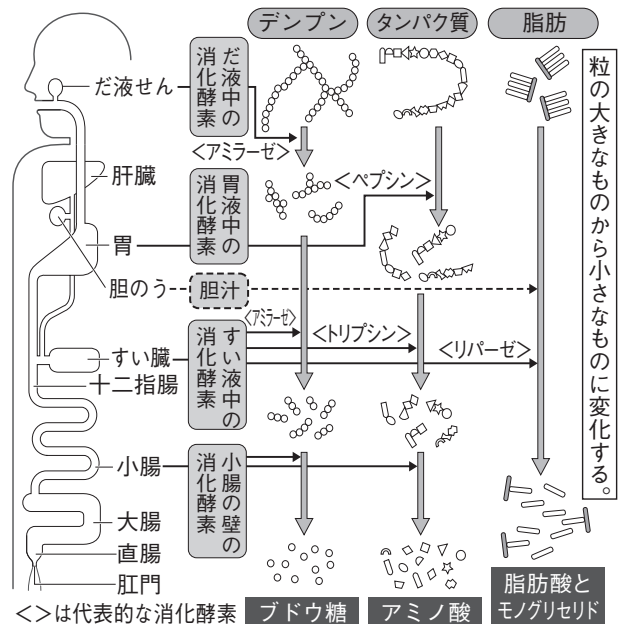 デンプン
タンパク質
脂肪
だ液せん
だ液中の
消化酵素
<アミラーゼ>
肝臓
胃液中の
消化酵素
<ペプシン>
胃
胆のう
胆汁
<アミラーゼ>
<トリプシン>
<リパーゼ>
すい臓
すい液中の
消化酵素
十二指腸
小腸
小腸の壁の
消化酵素
大腸
直腸
肛門
粒の大きなものから小さなものに変化する。
<>は代表的な消化酵素
ブドウ糖
アミノ酸
脂肪酸と
モノグリセリド